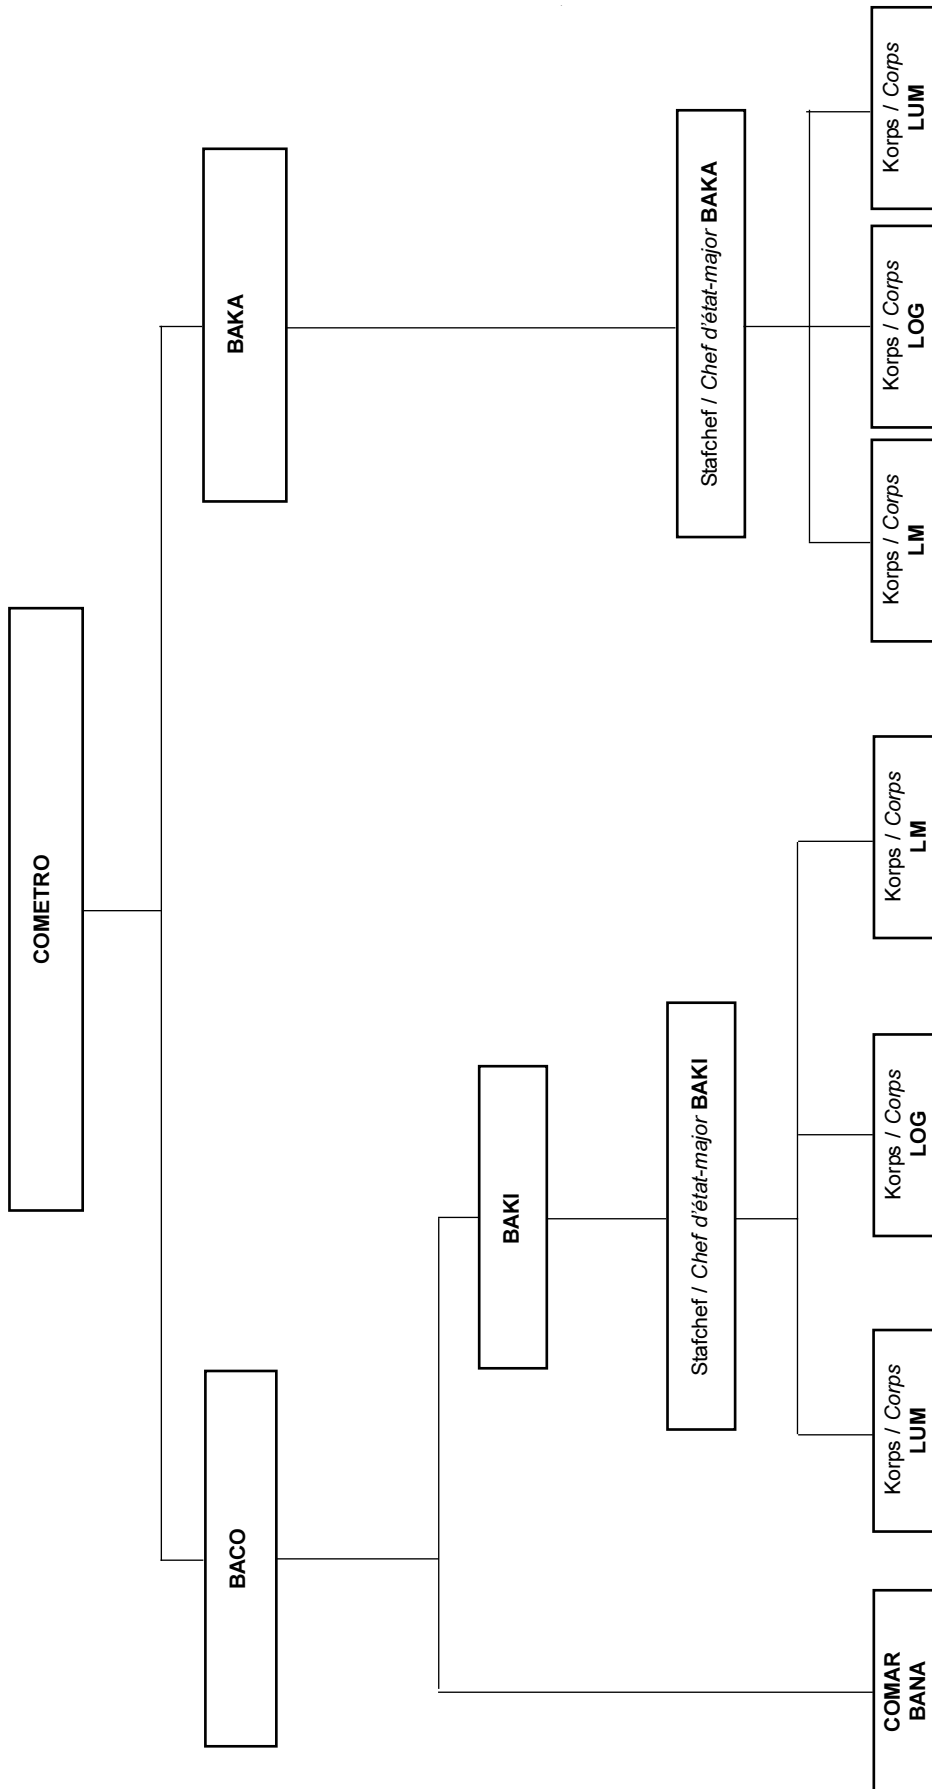 COMETRO
BACO
BAKA
BAKI
Stafchef / Chef d'état-major BAKI
Stafchef / Chef d'état-major BAKA
COMAR
BANA
Korps / Corps
LUM
Korps / Corps
LOG
Korps / Corps
LM
Korps / Corps
LM
Korps / Corps
LOG
Korps / Corps
LUM